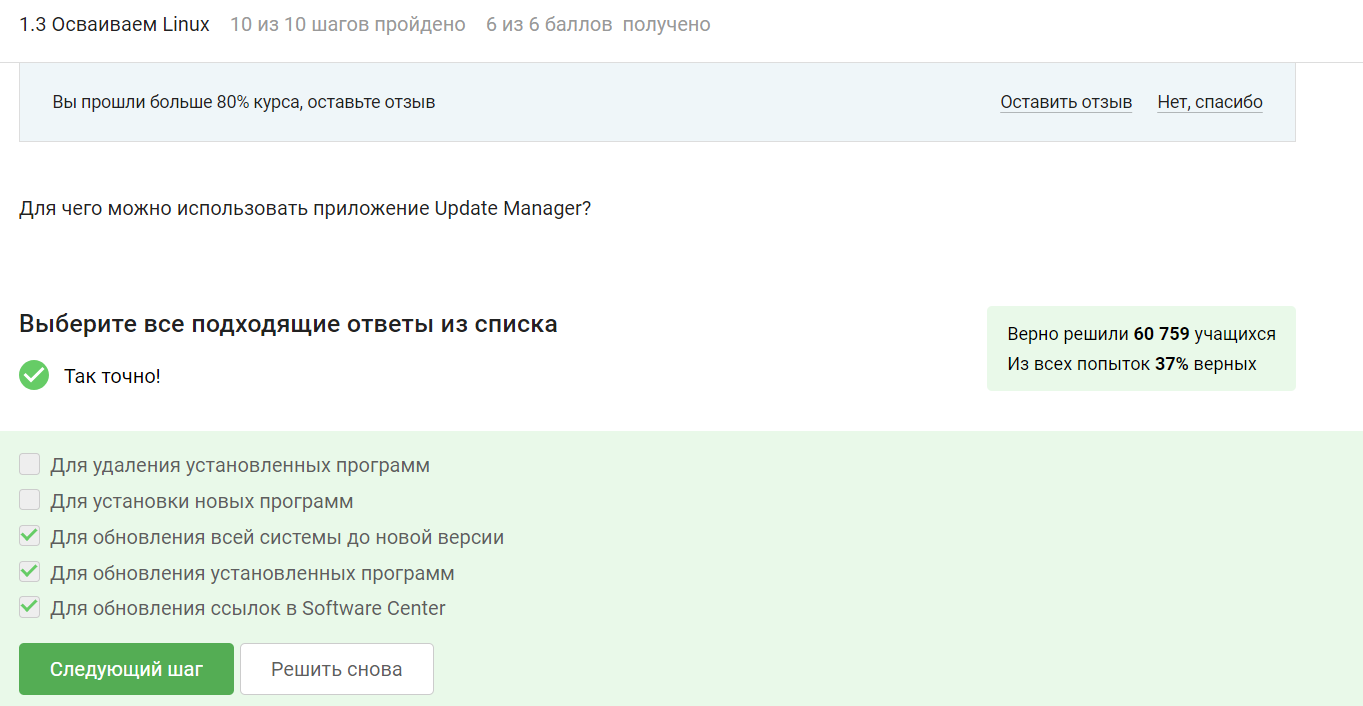 1.3 Осваиваем Linux 10 из 10 шагов пройдено 6 из 6 баллов получено
Вы прошли больше 80% курса, оставьте отзыв Оставить отзыв Нет, спасибо
Для чего можно использовать приложение Update Manager?
Выберите все подходящие ответы из списка
Верно решили 60 759 учащихся
Из всех попыток 37% верных
Так точно!
Для удаления установленных программ
Для установки новых программ
Для обновления всей системы до новой версии
Для обновления установленных программ
Для обновления ссылок в Software Center
Следующий шаг Решить снова